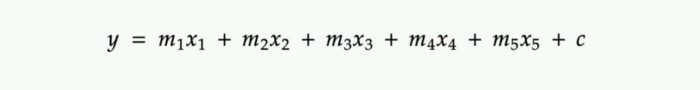 y = m₁x₁ + m₂x₂ + m₃x₃ + m₄x₄ + m₅x₅ + c